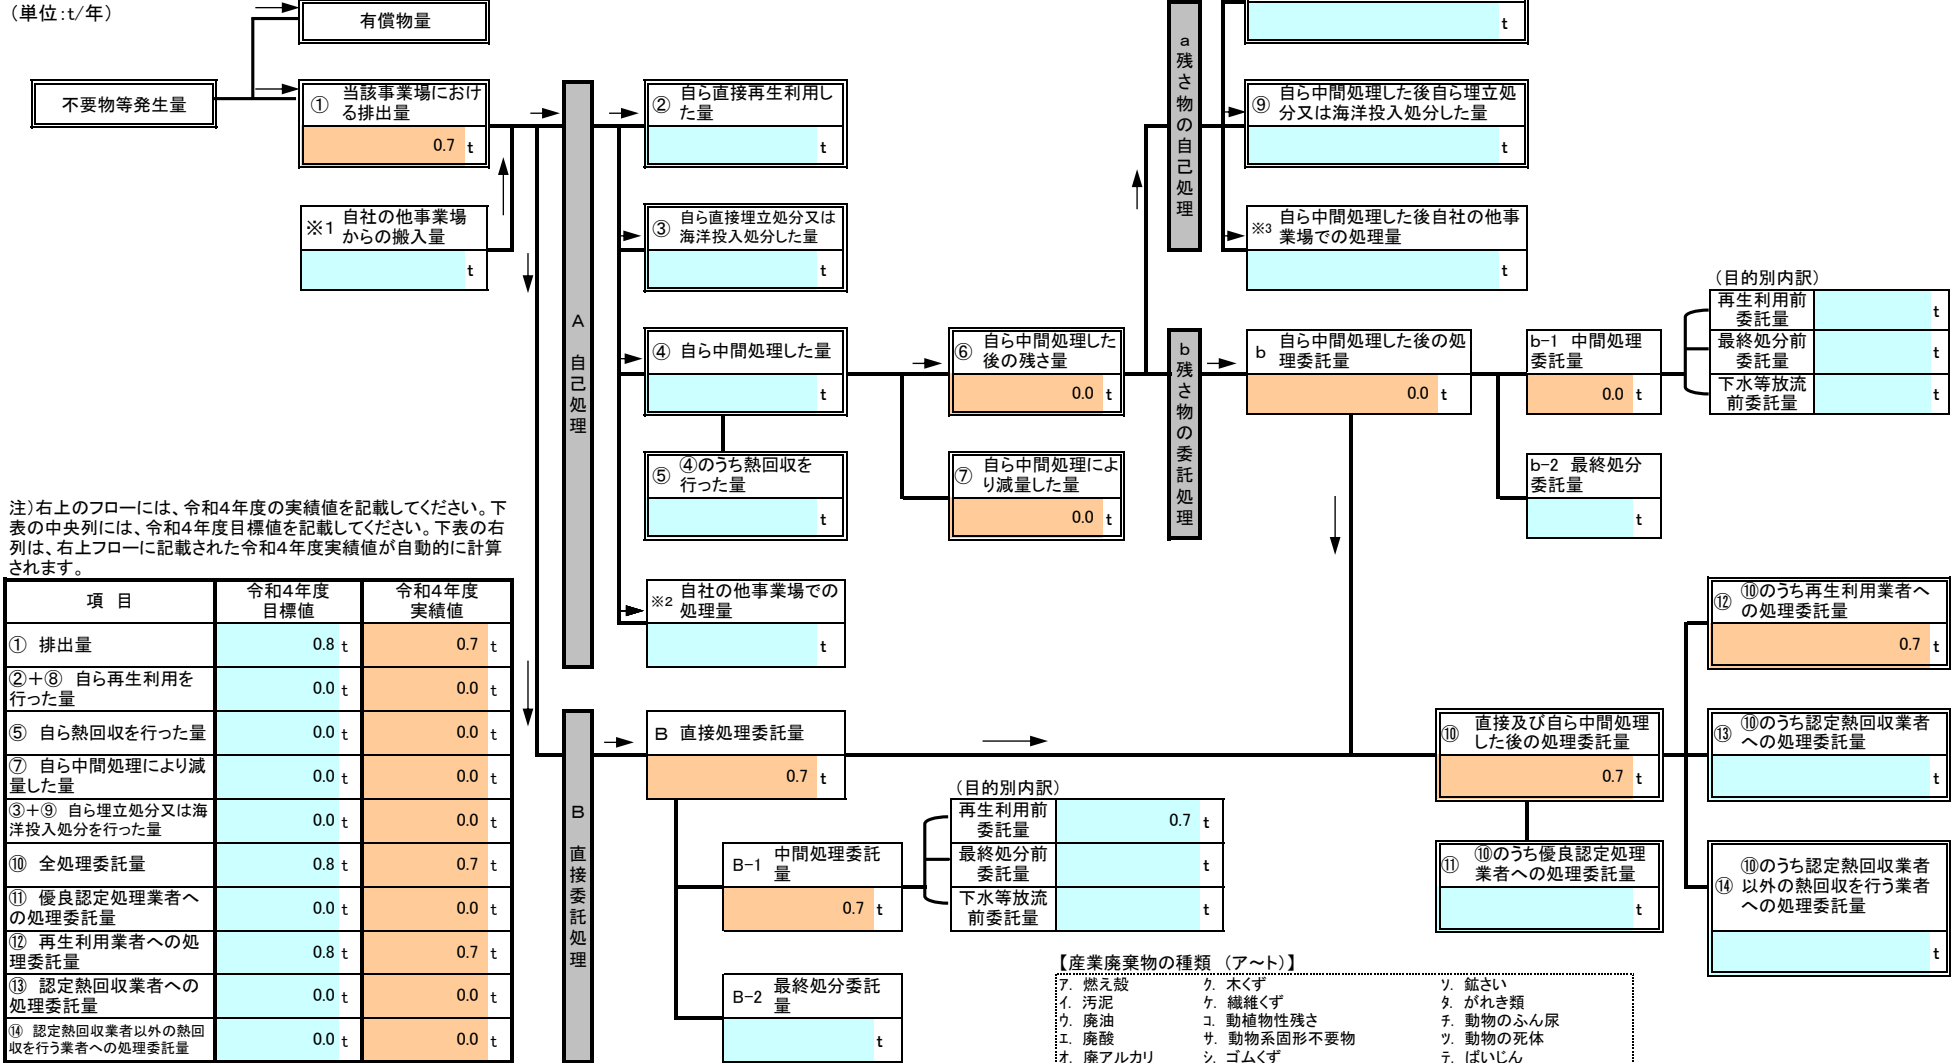 （単位：t/年）
有償物量
不要物等発生量
① 当該事業場におけ
る排出量
0.7 t
※1 自社の他事業場
からの搬入量
t
A 自己処理
② 自ら直接再生利用し
た量
t
③ 自ら直接埋立処分又は
海洋投入処分した量
t
④ 自ら中間処理した量
t
⑤ ④のうち熱回収を
行った量
t
※2 自社の他事業場での
処理量
t
⑥ 自ら中間処理した
後の残さ量
0.0 t
⑦ 自ら中間処理によ
り減量した量
0.0 t
a 残さ物の自己処理
t
⑨ 自ら中間処理した後自ら埋立処
分又は海洋投入処分した量
t
※3 自ら中間処理した後自社の他事
業場での処理量
t
b 残さ物の委託処理
b 自ら中間処理した後の処
理委託量
0.0 t
b-1 中間処理
委託量
0.0 t
b-2 最終処分
委託量
t
（目的別内訳）
再生利用前
委託量
t
最終処分前
委託量
t
下水等放流
前委託量
t
注）右上のフローには、令和４年度の実績値を記載してください。下
表の中央列には、令和４年度目標値を記載してください。下表の右
列は、右上フローに記載された令和４年度実績値が自動的に計算
されます。
項 目 令和４年度
目標値 令和４年度
実績値
① 排出量 0.8 t 0.7 t
②＋⑧ 自ら再生利用を
行った量 0.0 t 0.0 t
⑤ 自ら熱回収を行った量 0.0 t 0.0 t
⑦ 自ら中間処理により減
量した量 0.0 t 0.0 t
③＋⑨ 自ら埋立処分又は海
洋投入処分を行った量 0.0 t 0.0 t
⑩ 全処理委託量 0.8 t 0.7 t
⑪ 優良認定処理業者へ
の処理委託量 0.0 t 0.0 t
⑫ 再生利用業者への処
理委託量 0.8 t 0.7 t
⑬ 認定熱回収業者への
処理委託量 0.0 t 0.0 t
⑭ 認定熱回収業者以外の熱回
収を行う業者への処理委託量 0.0 t 0.0 t
B 直接委託処理
B 直接処理委託量
0.7 t
B-1 中間処理委託
量
0.7 t
B-2 最終処分委託
量
t
（目的別内訳）
再生利用前
委託量
0.7 t
最終処分前
委託量
t
下水等放流
前委託量
t
⑩ 直接及び自ら中間処理
した後の処理委託量
0.7 t
⑪ ⑩のうち優良認定処理
業者への処理委託量
t
⑫ ⑩のうち再生利用業者へ
の処理委託量
0.7 t
⑬ ⑩のうち認定熱回収業者
への処理委託量
t
⑭ ⑩のうち認定熱回収業者
以外の熱回収を行う業者
への処理委託量
t
【産業廃棄物の種類 （ア～ト）】
ｱ. 燃え殻 ｸ. 木くず ｿ. 鉱さい
ｲ. 汚泥 ｹ. 繊維くず ﾀ. がれき類
ｳ. 廃油 ｺ. 動植物性残さ ﾁ. 動物のふん尿
ｴ. 廃酸 ｻ. 動物系固形不要物 ﾂ. 動物の死体
ｵ. 廃アルカリ ｼ. ゴムくず ﾃ. ばいじん